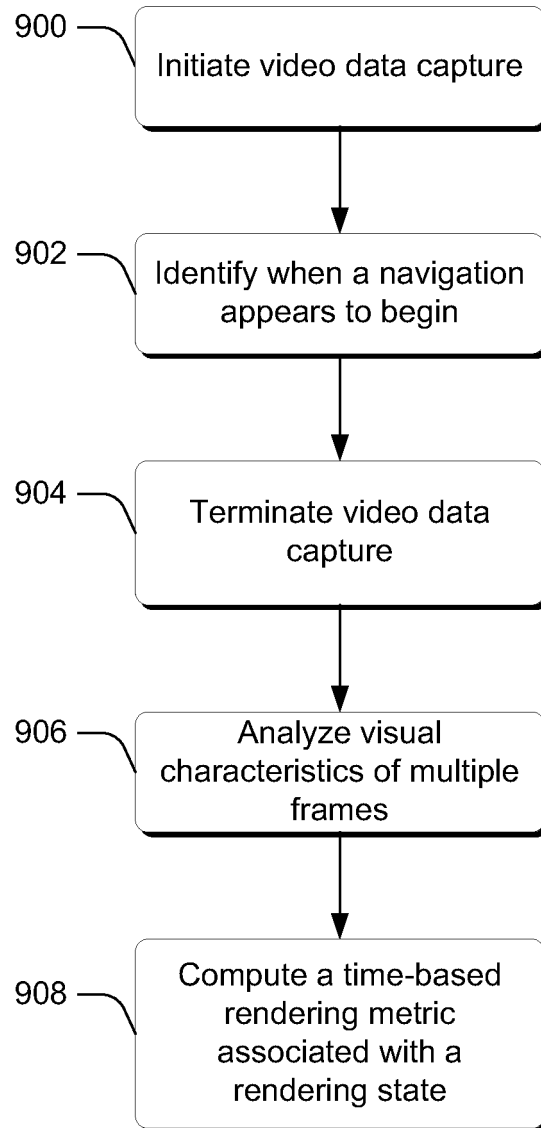 900
Initiate video data capture
902
Identify when a navigation
appears to begin
904
Terminate video data
capture
906
Analyze visual
characteristics of multiple
frames
908
Compute a time-based
rendering metric
associated with a
rendering state